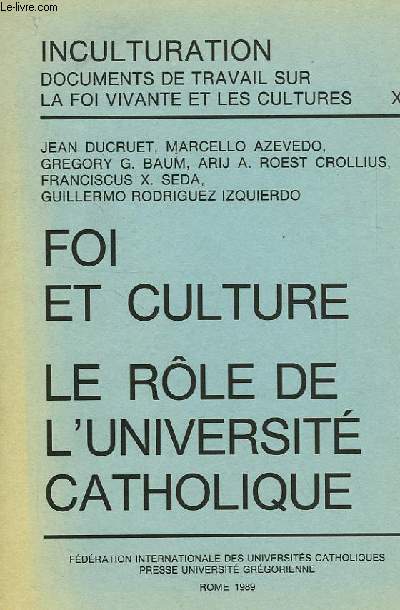 Le-livre.com
INCULTURATION
DOCUMENTS DE TRAVAIL SUR
LA FOI VIVANTE ET LES CULTURES X
JEAN DUCRUET, MARCELLO AZEVEDO,
GREGORY G. BAUM, ARIJ A. ROEST CROLLIUS,
FRANCISCUS X. SEDA,
GUILLERMO RODRIGUEZ IZQUIERDO
FOI
ET CULTURE
LE RÔLE DE
L'UNIVERSITÉ
CATHOLIQUE
FÉDÉRATION INTERNATIONALE DES UNIVERSITÉS CATHOLIQUES
PRESSE UNIVERSITÉ GRÉGORIENNE
ROME 1989